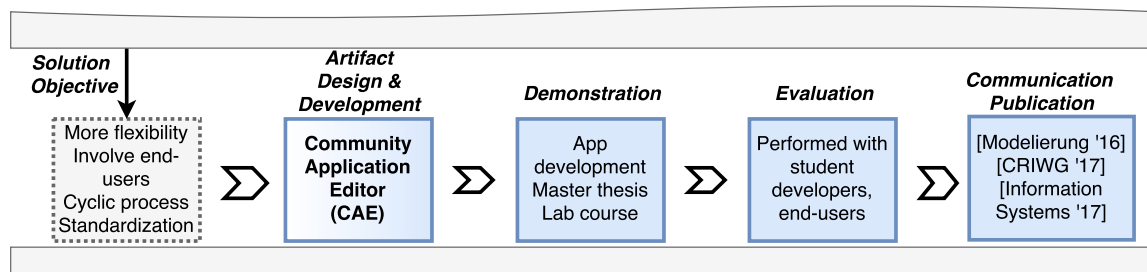 Solution
Objective
More flexibility
Involve end-
users
Cyclic process
Standardization
Artifact
Design &
Development
Community
Application
Editor
(CAE)
Demonstration
App
development
Master thesis
Lab course
Evaluation
Performed with
student
developers,
end-users
Communication
Publication
[Modelierung '16]
[CRIWG '17]
[Information
Systems '17]